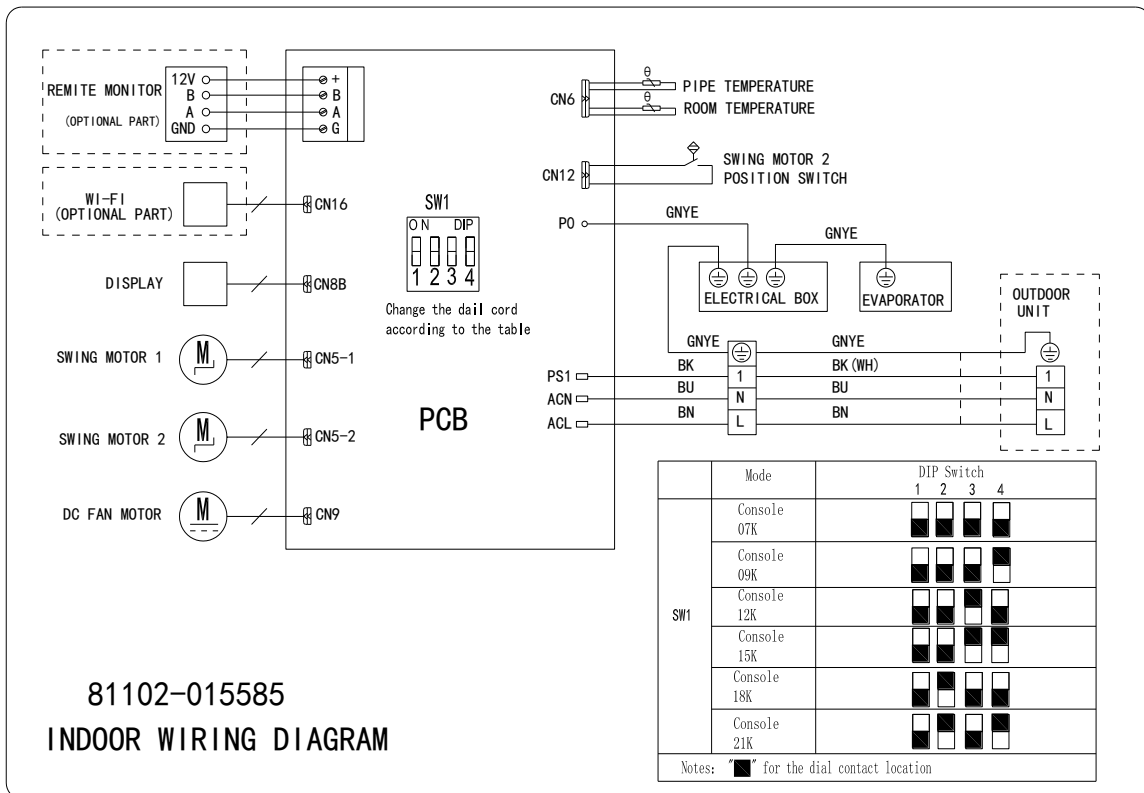 REMITE MONITOR
(OPTIONAL PART)
12V
B
A
GND
+
B
A
G
WI-FI
(OPTIONAL PART)
CN16
DISPLAY
CN8B
SWING MOTOR 1
M
CN5-1
SWING MOTOR 2
M
CN5-2
DC FAN MOTOR
M
CN9
SW1
ON DIP
1 2 3 4
Change the dail cord
according to the table
PCB
CN6
θ
PIPE TEMPERATURE
θ
ROOM TEMPERATURE
CN12
SWING MOTOR 2
POSITION SWITCH
P0
GNYE
GNYE
ELECTRICAL BOX
EVAPORATOR
OUTDOOR
UNIT
GNYE
GNYE
PS1
BK
1
BK(WH)
1
ACN
BU
N
BU
N
ACL
BN
L
BN
L
Mode
DIP Switch
1 2 3 4
SW1
Console
07K
Console
09K
Console
12K
Console
15K
Console
18K
Console
21K
Notes: "■" for the dial contact location
81102-015585
INDOOR WIRING DIAGRAM